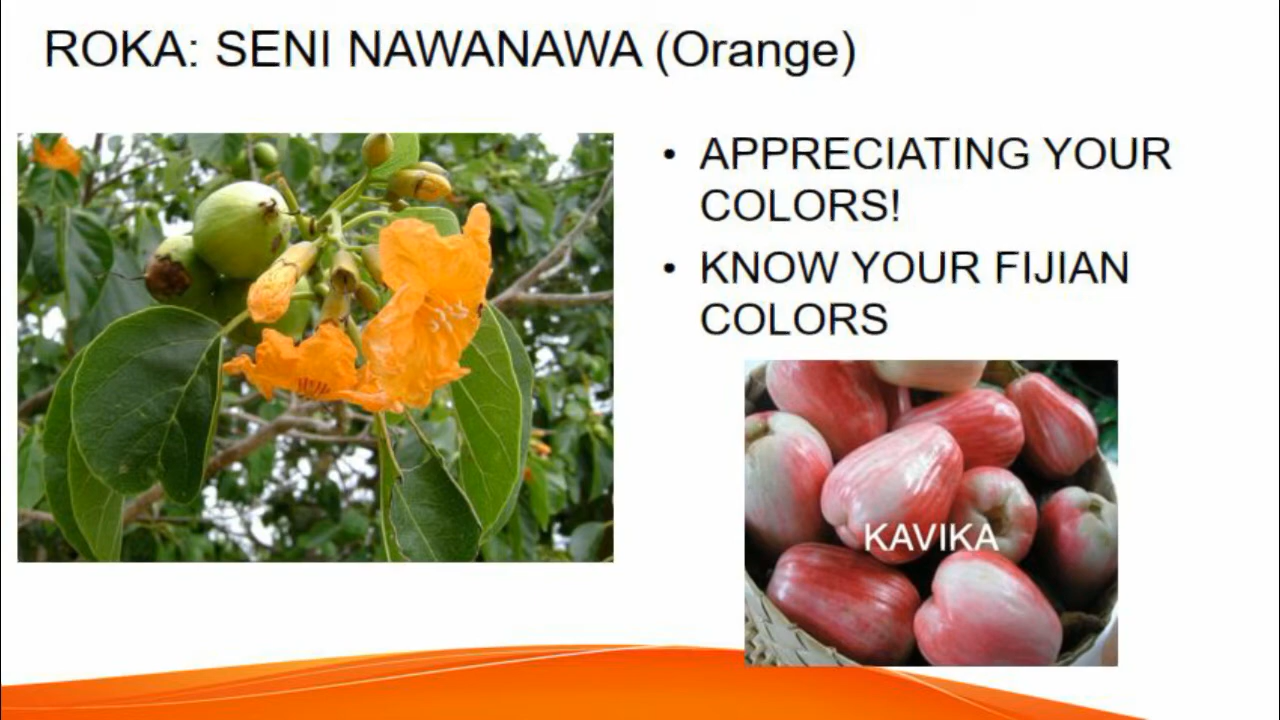 ROKA: SENI NAWANAWA (Orange)
• APPRECIATING YOUR
COLORS!
• KNOW YOUR FIJIAN
COLORS
KAVIKA